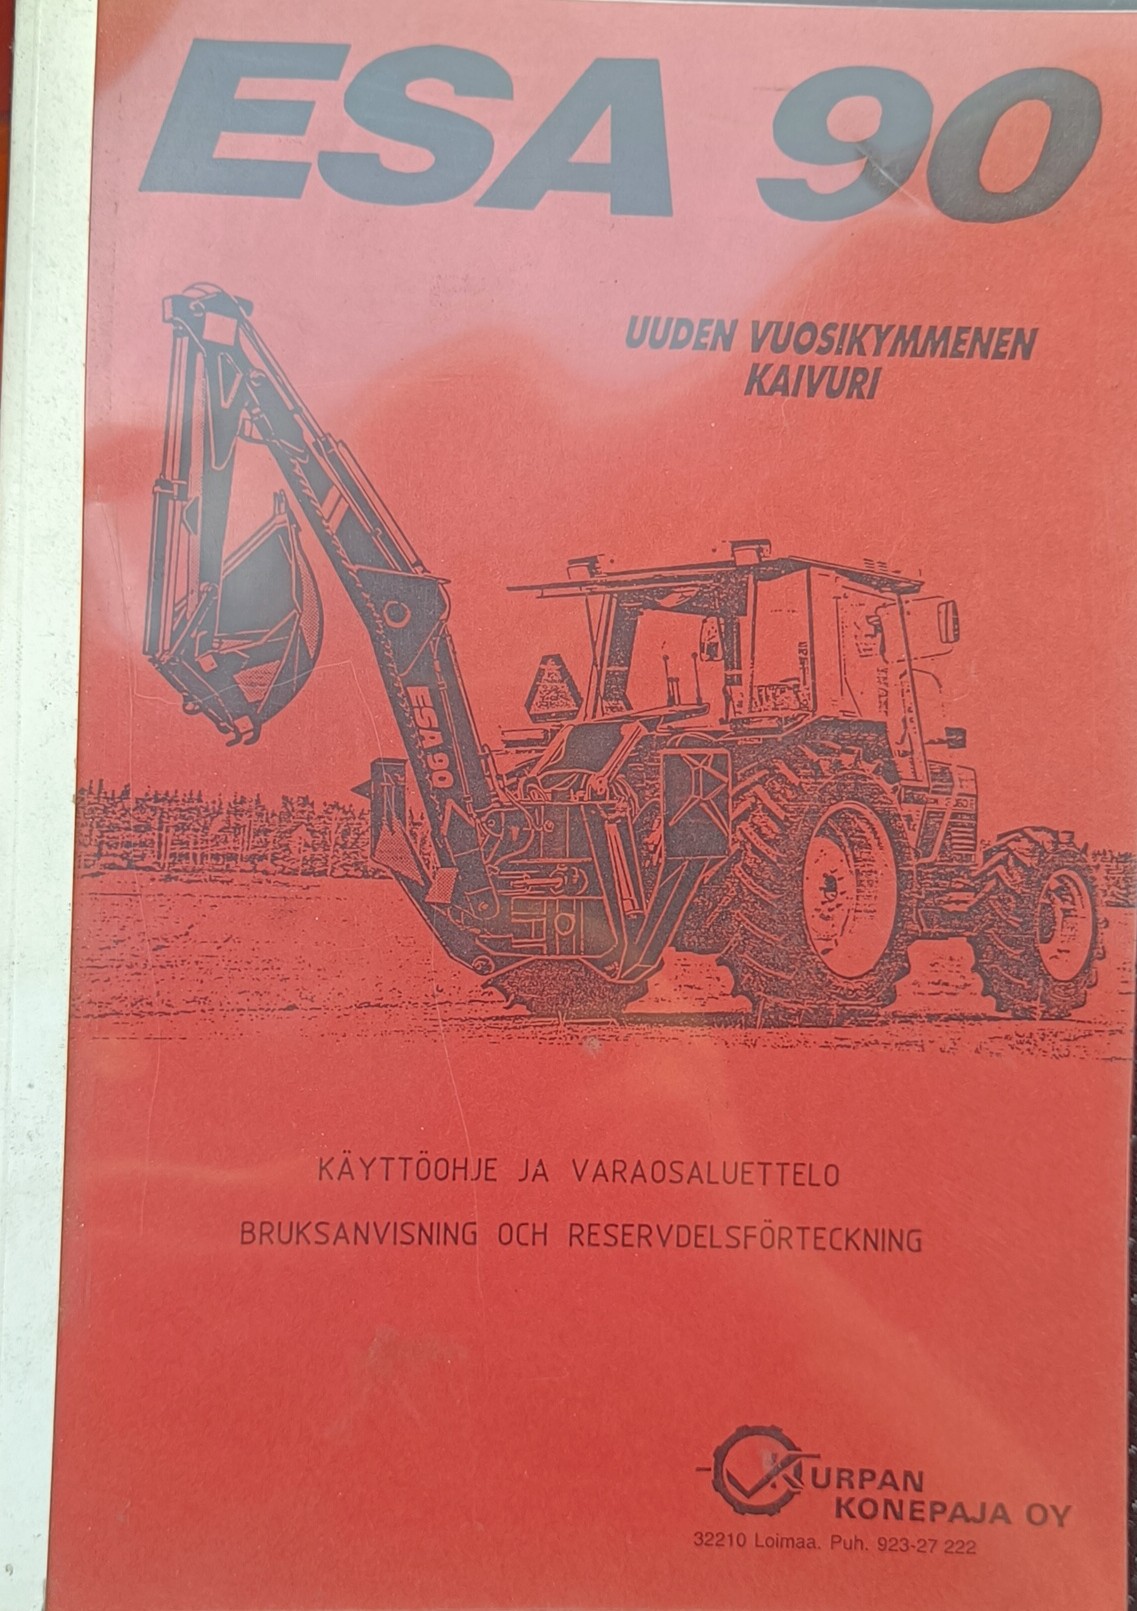 ESA 90
UUDEN VUOSIKYMMENEN
KAIVURI
ESA 90
KÄYTTÖOHJE JA VARAOSALUETTELO
BRUKSANVISNING OCH RESERVDELSFÖRTECKNING
KURPAN
KONEPAJA OY
32210 Loimaa. Puh. 923-27 222